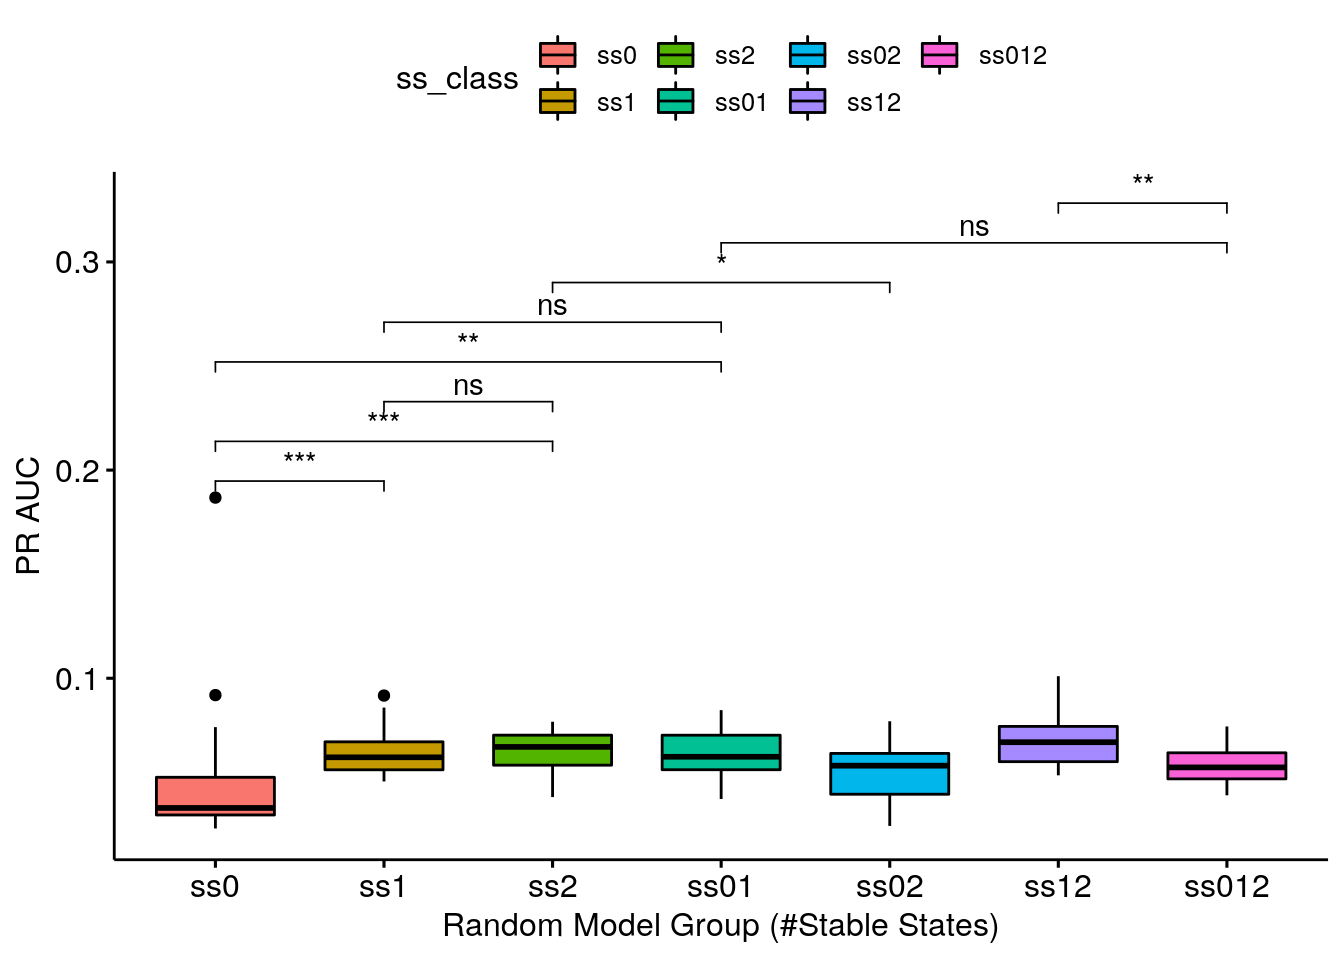 ss_class
ss0 ss2 ss02 ss012
ss1 ss01 ss12
**
ns
*
ns
**
ns
***
***
0.3
0.2
0.1
PR AUC
ss0 ss1 ss2 ss01 ss02 ss12 ss012
Random Model Group (#Stable States)